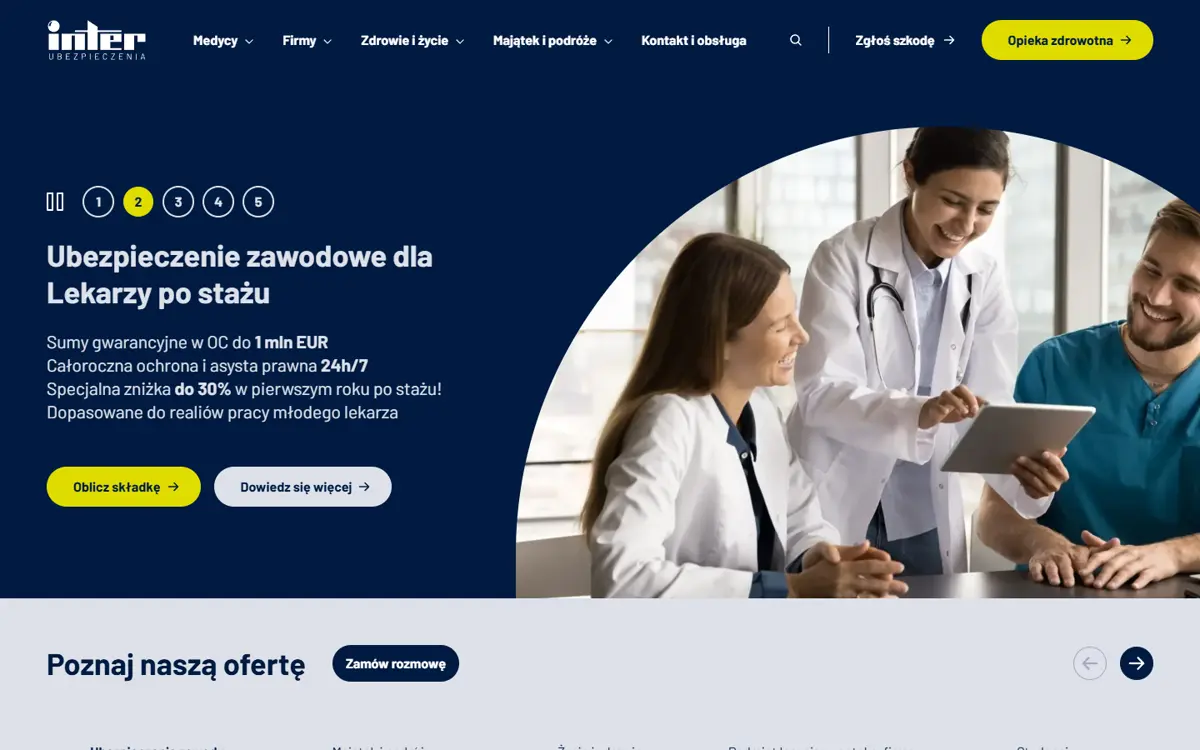 inter
UBEZPIECZENIA
Medycy
Firmy
Zdrowie i życie
Majątek i podróże
Kontakt i obsługa
Zgłoś szkodę
Opieka zdrowotna
1 2 3 4 5
Ubezpieczenie zawodowe dla
Lekarzy po stażu
Sumy gwarancyjne w OC do 1 mln EUR
Całoroczna ochrona i asysta prawna 24h/7
Specjalna zniżka do 30% w pierwszym roku po stażu!
Dopasowane do realiów pracy młodego lekarza
Oblicz składkę
Dowiedz się więcej
Poznaj naszą ofertę
Zamów rozmowę